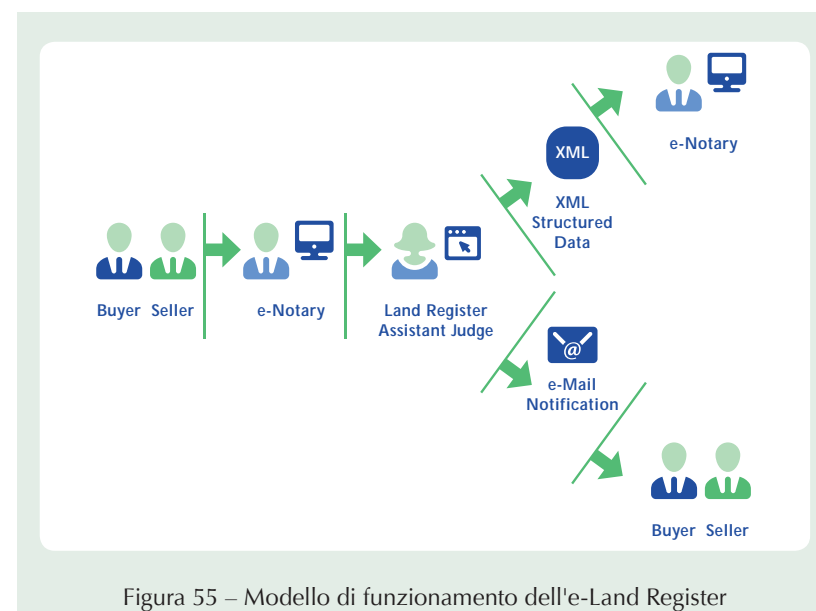 e-Notary
XML
XML
Structured
Data
Buyer Seller
e-Notary
Land Register
Assistant Judge
@
e-Mail
Notification
Buyer Seller
Figura 55 – Modello di funzionamento dell'e-Land Register